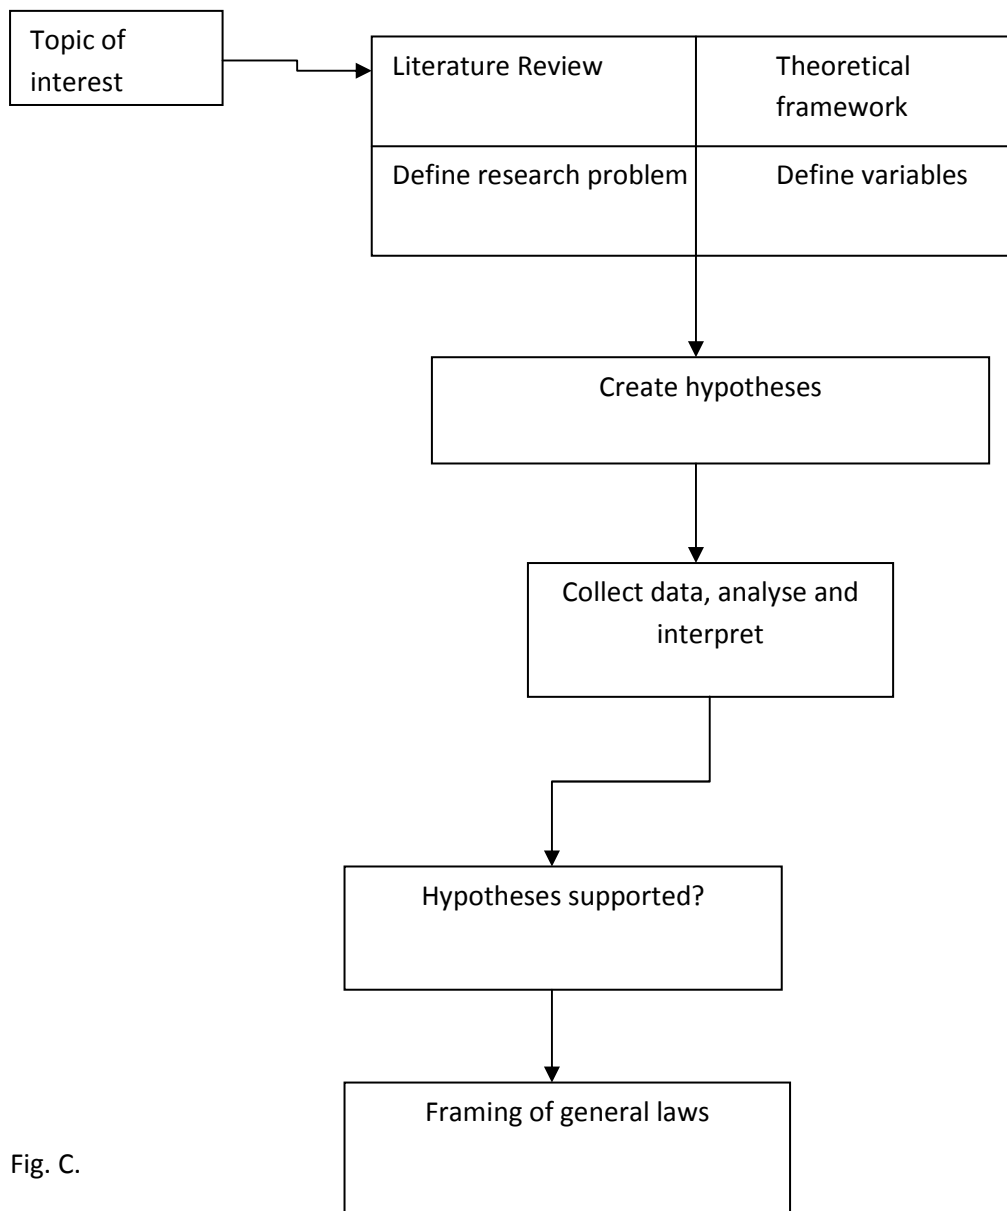 Topic of
interest
Literature Review
Theoretical
framework
Define research problem
Define variables
Create hypotheses
Collect data, analyse and
interpret
Hypotheses supported?
Framing of general laws
Fig. C.